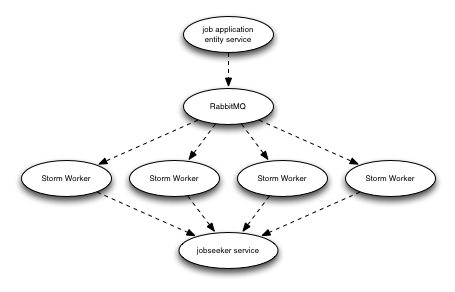 job application
entity service
RabbitMQ
Storm Worker
Storm Worker
Storm Worker
Storm Worker
jobseeker service